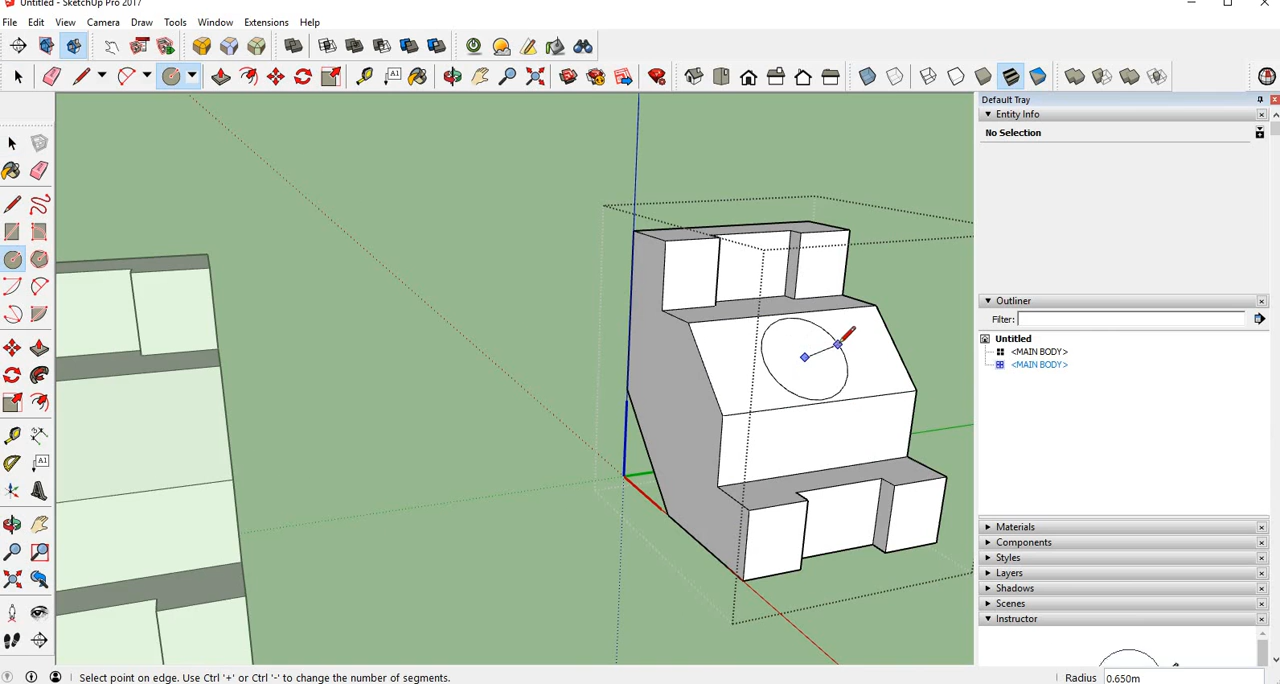 Untitled - SketchUp Pro 2017
File Edit View Camera Draw Tools Window Extensions Help
Default Tray
Entity Info
No Selection
Outliner
Filter:
Untitled
<MAIN BODY>
<MAIN BODY>
Materials
Components
Styles
Layers
Shadows
Scenes
Instructor
Select point on edge. Use Ctrl '+' or Ctrl '-' to change the number of segments.
Radius 0.650m